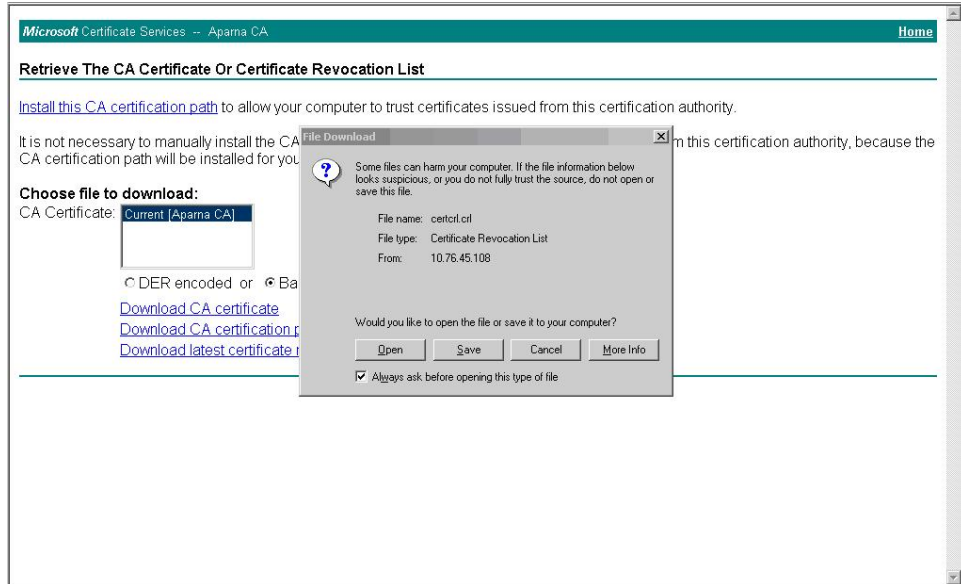 Microsoft Certificate Services -- Aparna CA Home
Retrieve The CA Certificate Or Certificate Revocation List
Install this CA certification path to allow your computer to trust certificates issued from this certification authority.
It is not necessary to manually install the CA
m this certification authority, because the
CA certification path will be installed for you
Choose file to download:
CA Certificate: Current [Aparna CA]
DER encoded or Ba
Download CA certificate
Download CA certification p
Download latest certificate r
File Download
Some files can harm your computer. If the file information below
looks suspicious, or you do not fully trust the source, do not open or
save this file.
File name: certcrl.crl
File type: Certificate Revocation List
From: 10.76.45.108
Would you like to open the file or save it to your computer?
Open Save Cancel More Info
Always ask before opening this type of file